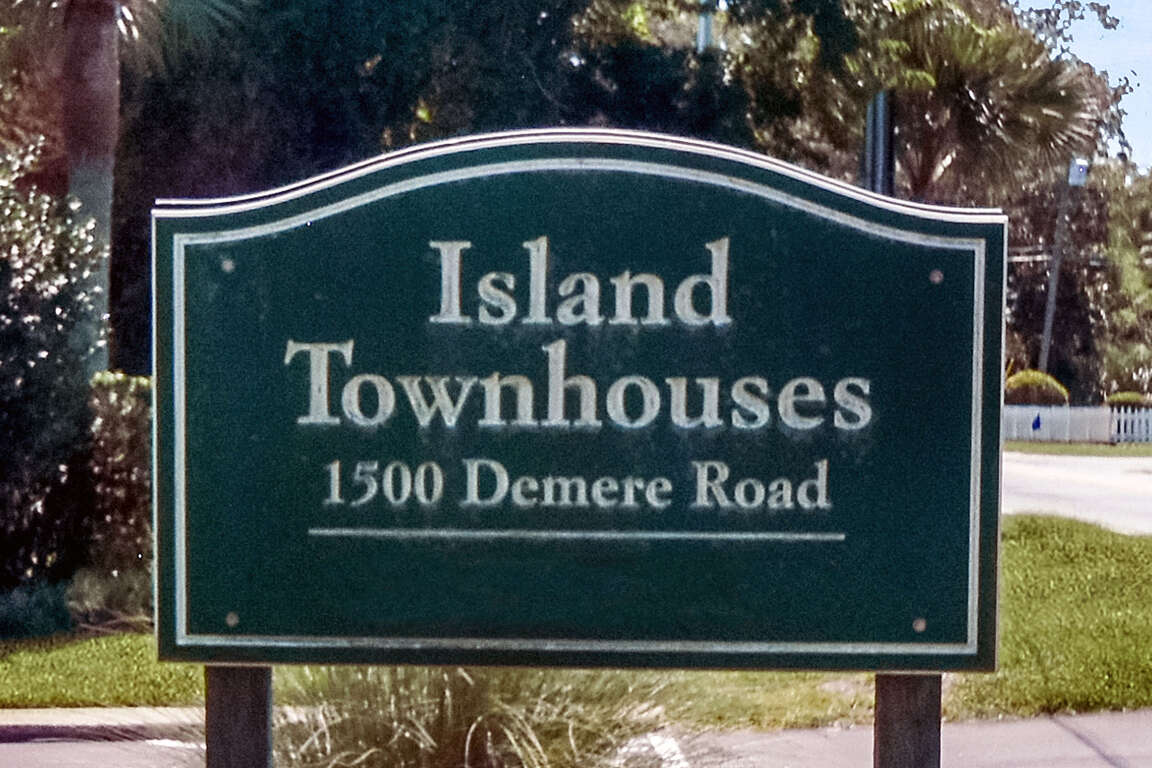 Island
Townhouses
1500 Demere Road